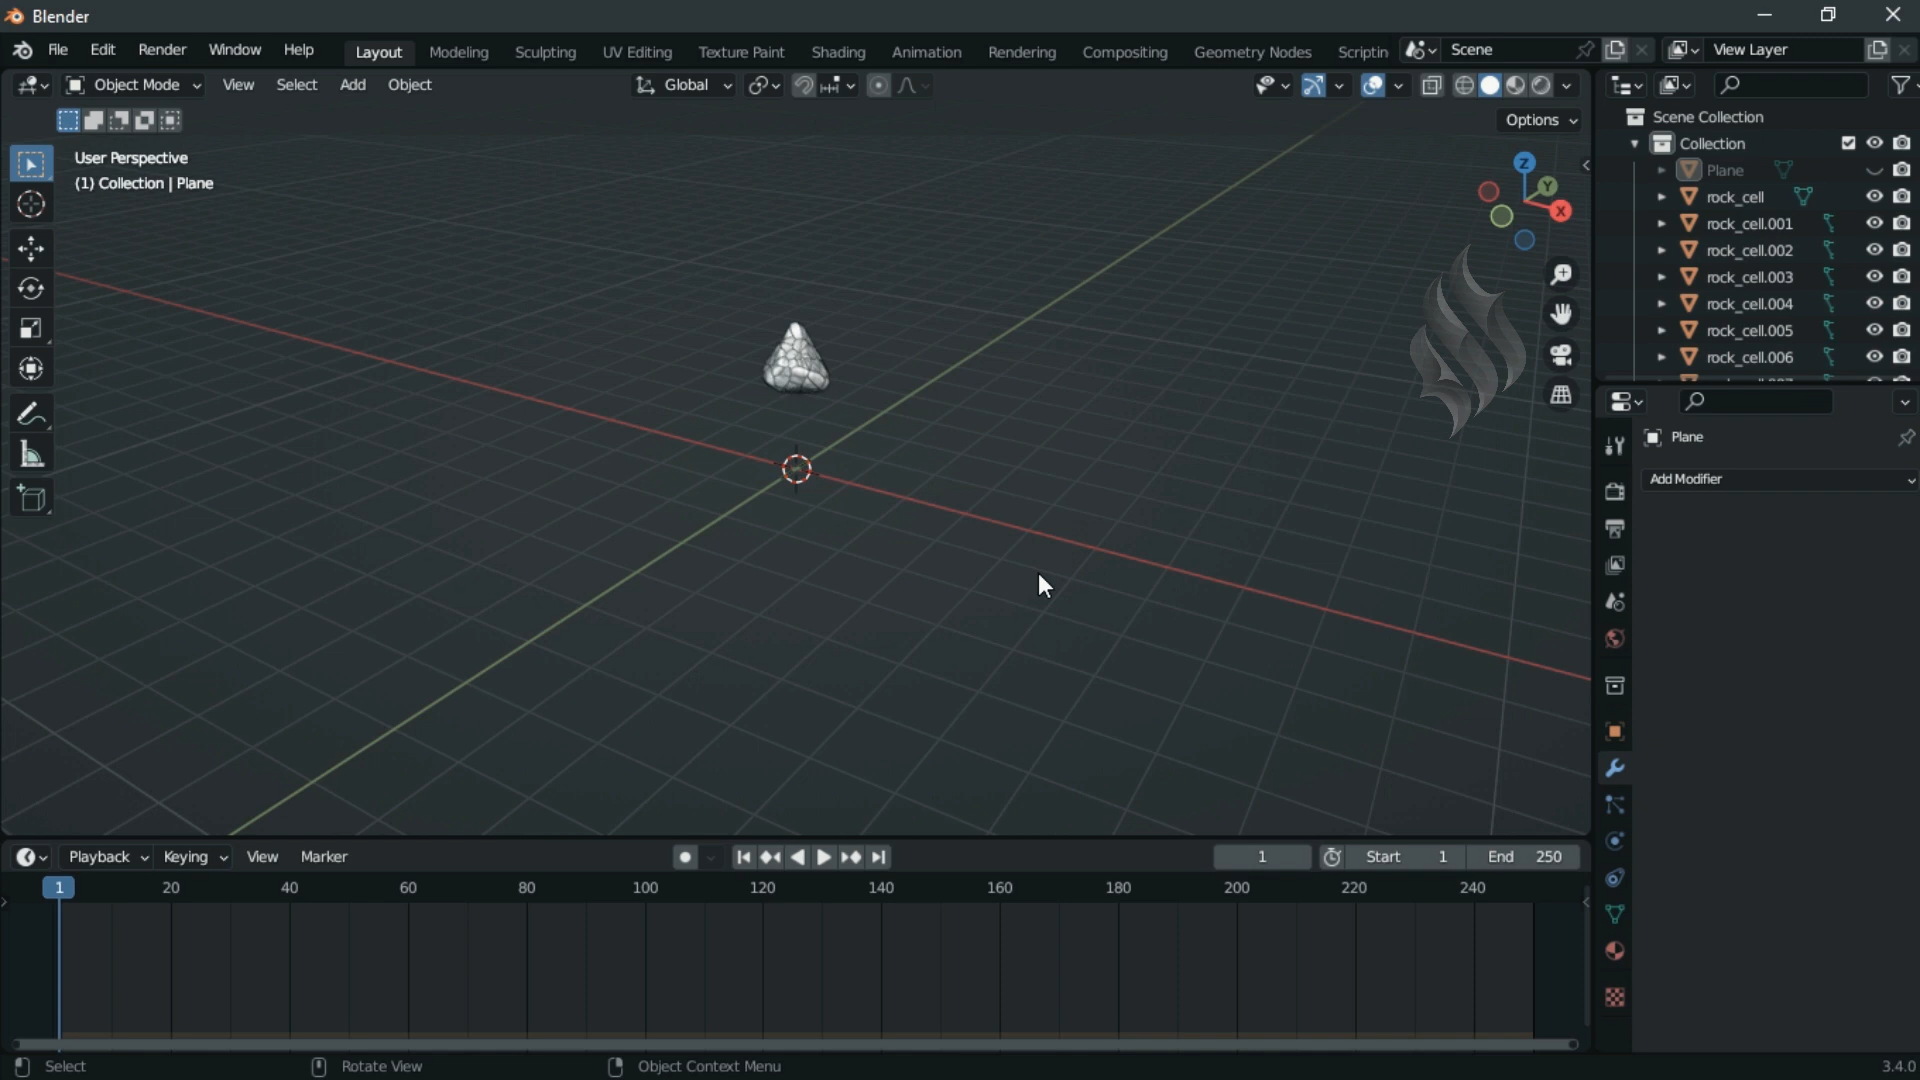 Blender
File Edit Render Window Help Layout Modeling Sculpting UV Editing Texture Paint Shading Animation Rendering Compositing Geometry Nodes Scriptin Scene View Layer
Object Mode View Select Add Object Global
Options
User Perspective
(1) Collection | Plane
Z
Y
X
Scene Collection
Collection
Plane
rock_cell
rock_cell.001
rock_cell.002
rock_cell.003
rock_cell.004
rock_cell.005
rock_cell.006
Plane
Add Modifier
Playback Keying View Marker 1 Start 1 End 250
1 20 40 60 80 100 120 140 160 180 200 220 240
Select Rotate View Object Context Menu 3.4.0